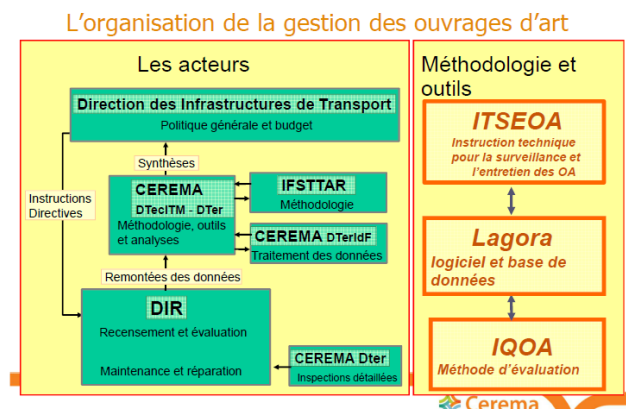 L'organisation de la gestion des ouvrages d'art
Les acteurs
Direction des Infrastructures de Transport
Politique générale et budget
Synthèses
Instructions
Directives
CEREMA
DTecITM - DTer
Méthodologie, outils
et analyses
IFSTTAR
Méthodologie
CEREMA DTerIdF
Traitement des données
Remontées des données
DIR
Recensement et évaluation
Maintenance et réparation
CEREMA Dter
Inspections détaillées
Méthodologie et
outils
ITSEOA
Instruction technique
pour la surveillance et
l'entretien des OA
Lagora
logiciel et base de
données
IQOA
Méthode d'évaluation
Cerema